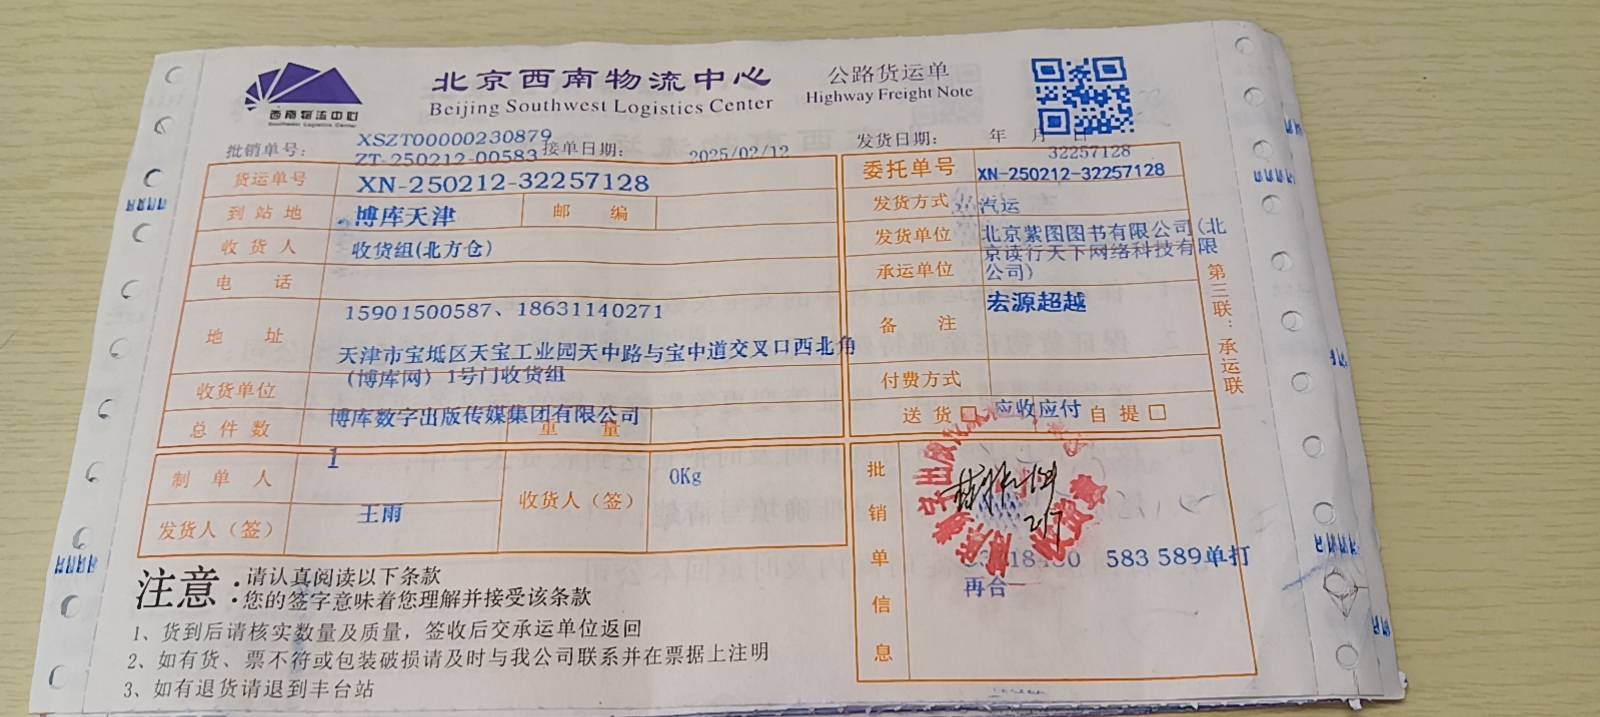 西南物流中心
北京西南物流中心
Beijing Southwest Logistics Center
公路货运单
Highway Freight Note
批销单号: XSZT00000230879
ZT-250212-00583 接单日期: 2025/02/12
发货日期: 年 月 日
32257128
货运单号 XN-250212-32257128
到站地 博库天津 邮编
收货人 收货组(北方仓)
电话
15901500587、18631140271
地址 天津市宝坻区天宝工业园天中路与宝中道交叉口西北角
(博库网) 1号门收货组
收货单位 博库数字出版传媒集团有限公司
总件数 1 重量 0Kg
委托单号 XN-250212-32257128
发货方式 汽运
发货单位 北京紫图图书有限公司(北
京读行天下网络科技有限
公司)
承运单位 宏源超越
备注
付费方式 应收应付
送货□ 自提□
第三联:承运联
制单人 王雨
发货人(签)
收货人(签)
批销单信息
2/7
583 589单打
再合
注意:
请认真阅读以下条款
您的签字意味着您理解并接受该条款
1、货到后请核实数量及质量,签收后交承运单位返回
2、如有货、票不符或包装破损请及时与我公司联系并在票据上注明
3、如有退货请退到丰台站